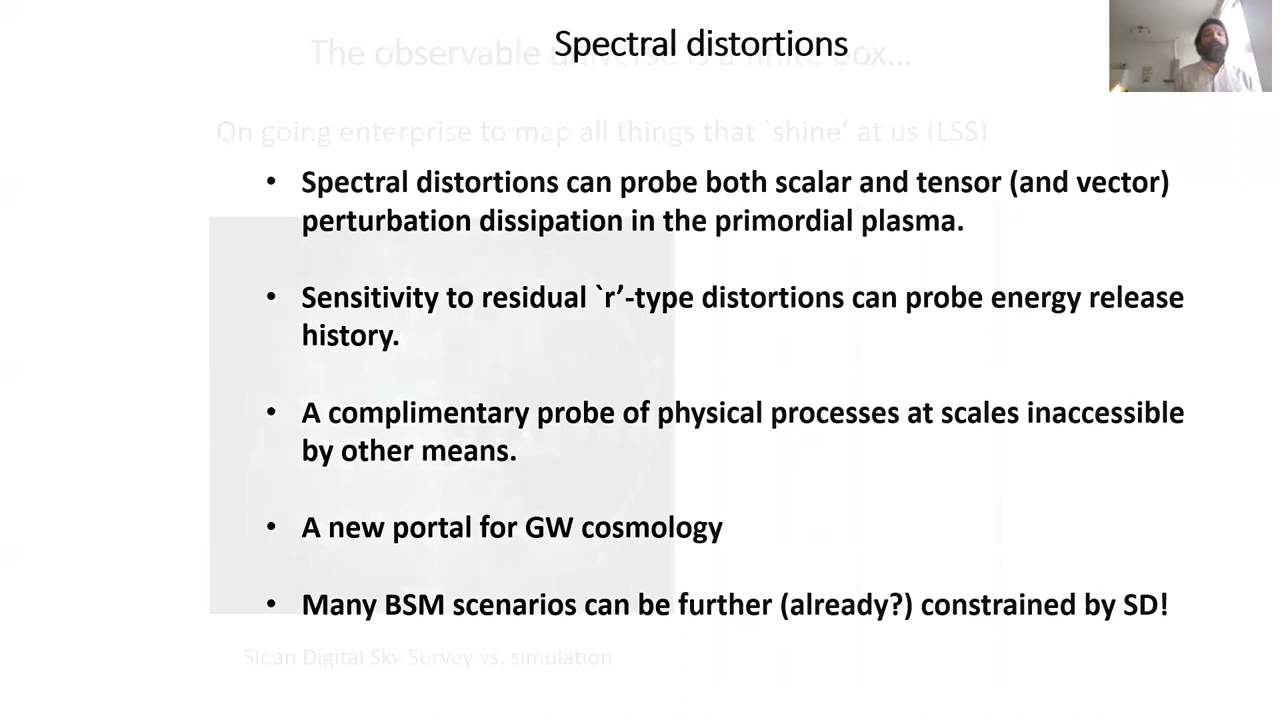 Spectral distortions
The observable universe is a finite box...
On going enterprise to map all things that `shine’ at us (LSS)
• Spectral distortions can probe both scalar and tensor (and vector)
perturbation dissipation in the primordial plasma.
• Sensitivity to residual `r’-type distortions can probe energy release
history.
• A complimentary probe of physical processes at scales inaccessible
by other means.
• A new portal for GW cosmology
• Many BSM scenarios can be further (already?) constrained by SD!
Sloan Digital Sky Survey vs. simulation